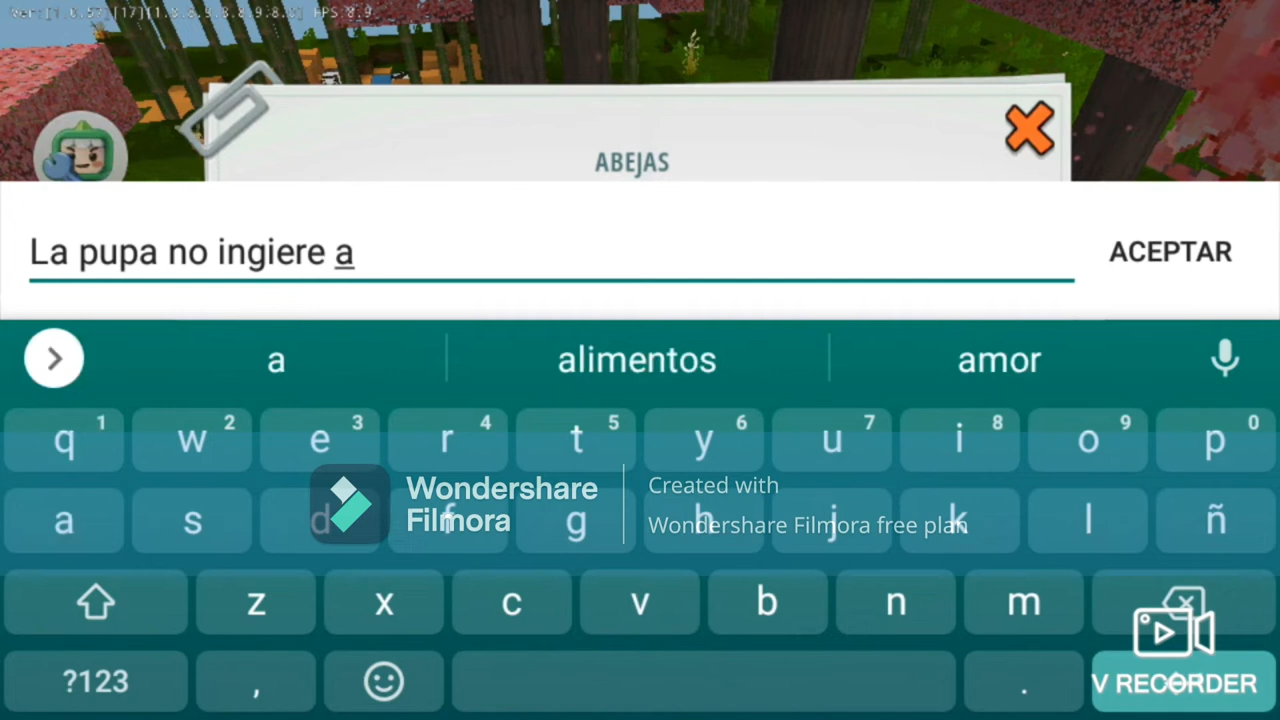 ABEJAS
La pupa no ingiere a
ACEPTAR
a alimentos amor
q 1 w 2 e 3 r 4 t 5 y 6 u 7 i 8 o 9 p 0
a s d f g h j k l ñ
Wondershare
Filmora
Created with
Wondershare Filmora free plan
z x c v b n m
?123 , .
V RECORDER